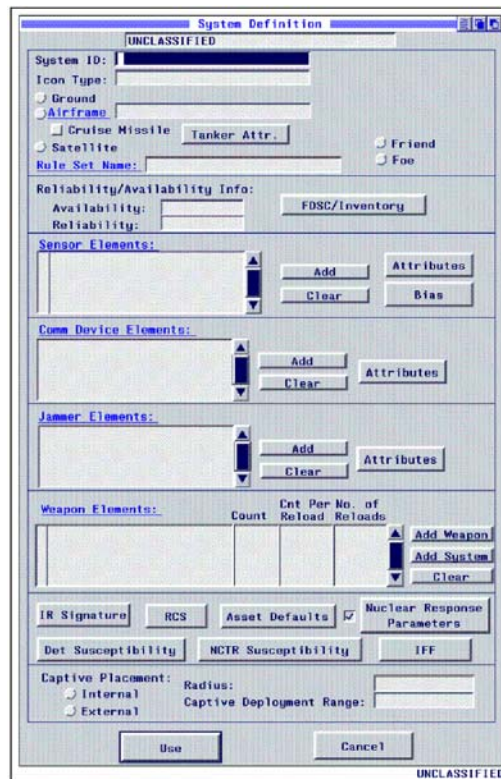 System Definition
UNCLASSIFIED
System ID:
Icon Type:
Ground
Airframe
Cruise Missile
Tanker Attr.
Satellite
Friend
Foe
Rule Set Name:
Reliability/Availability Info:
Availability:
Reliability:
FDSC/Inventory
Sensor Elements:
Add
Clear
Attributes
Bias
Comm Device Elements:
Add
Clear
Attributes
Jammer Elements:
Add
Clear
Attributes
Weapon Elements:
Count
Cnt Per Reload
No. of Reloads
Add Weapon
Add System
Clear
IR Signature
RCS
Asset Defaults
Nuclear Response Parameters
Det Susceptibility
NCTR Susceptibility
IFF
Captive Placement:
Internal
External
Radius:
Captive Deployment Range:
Use
Cancel
UNCLASSIFIED